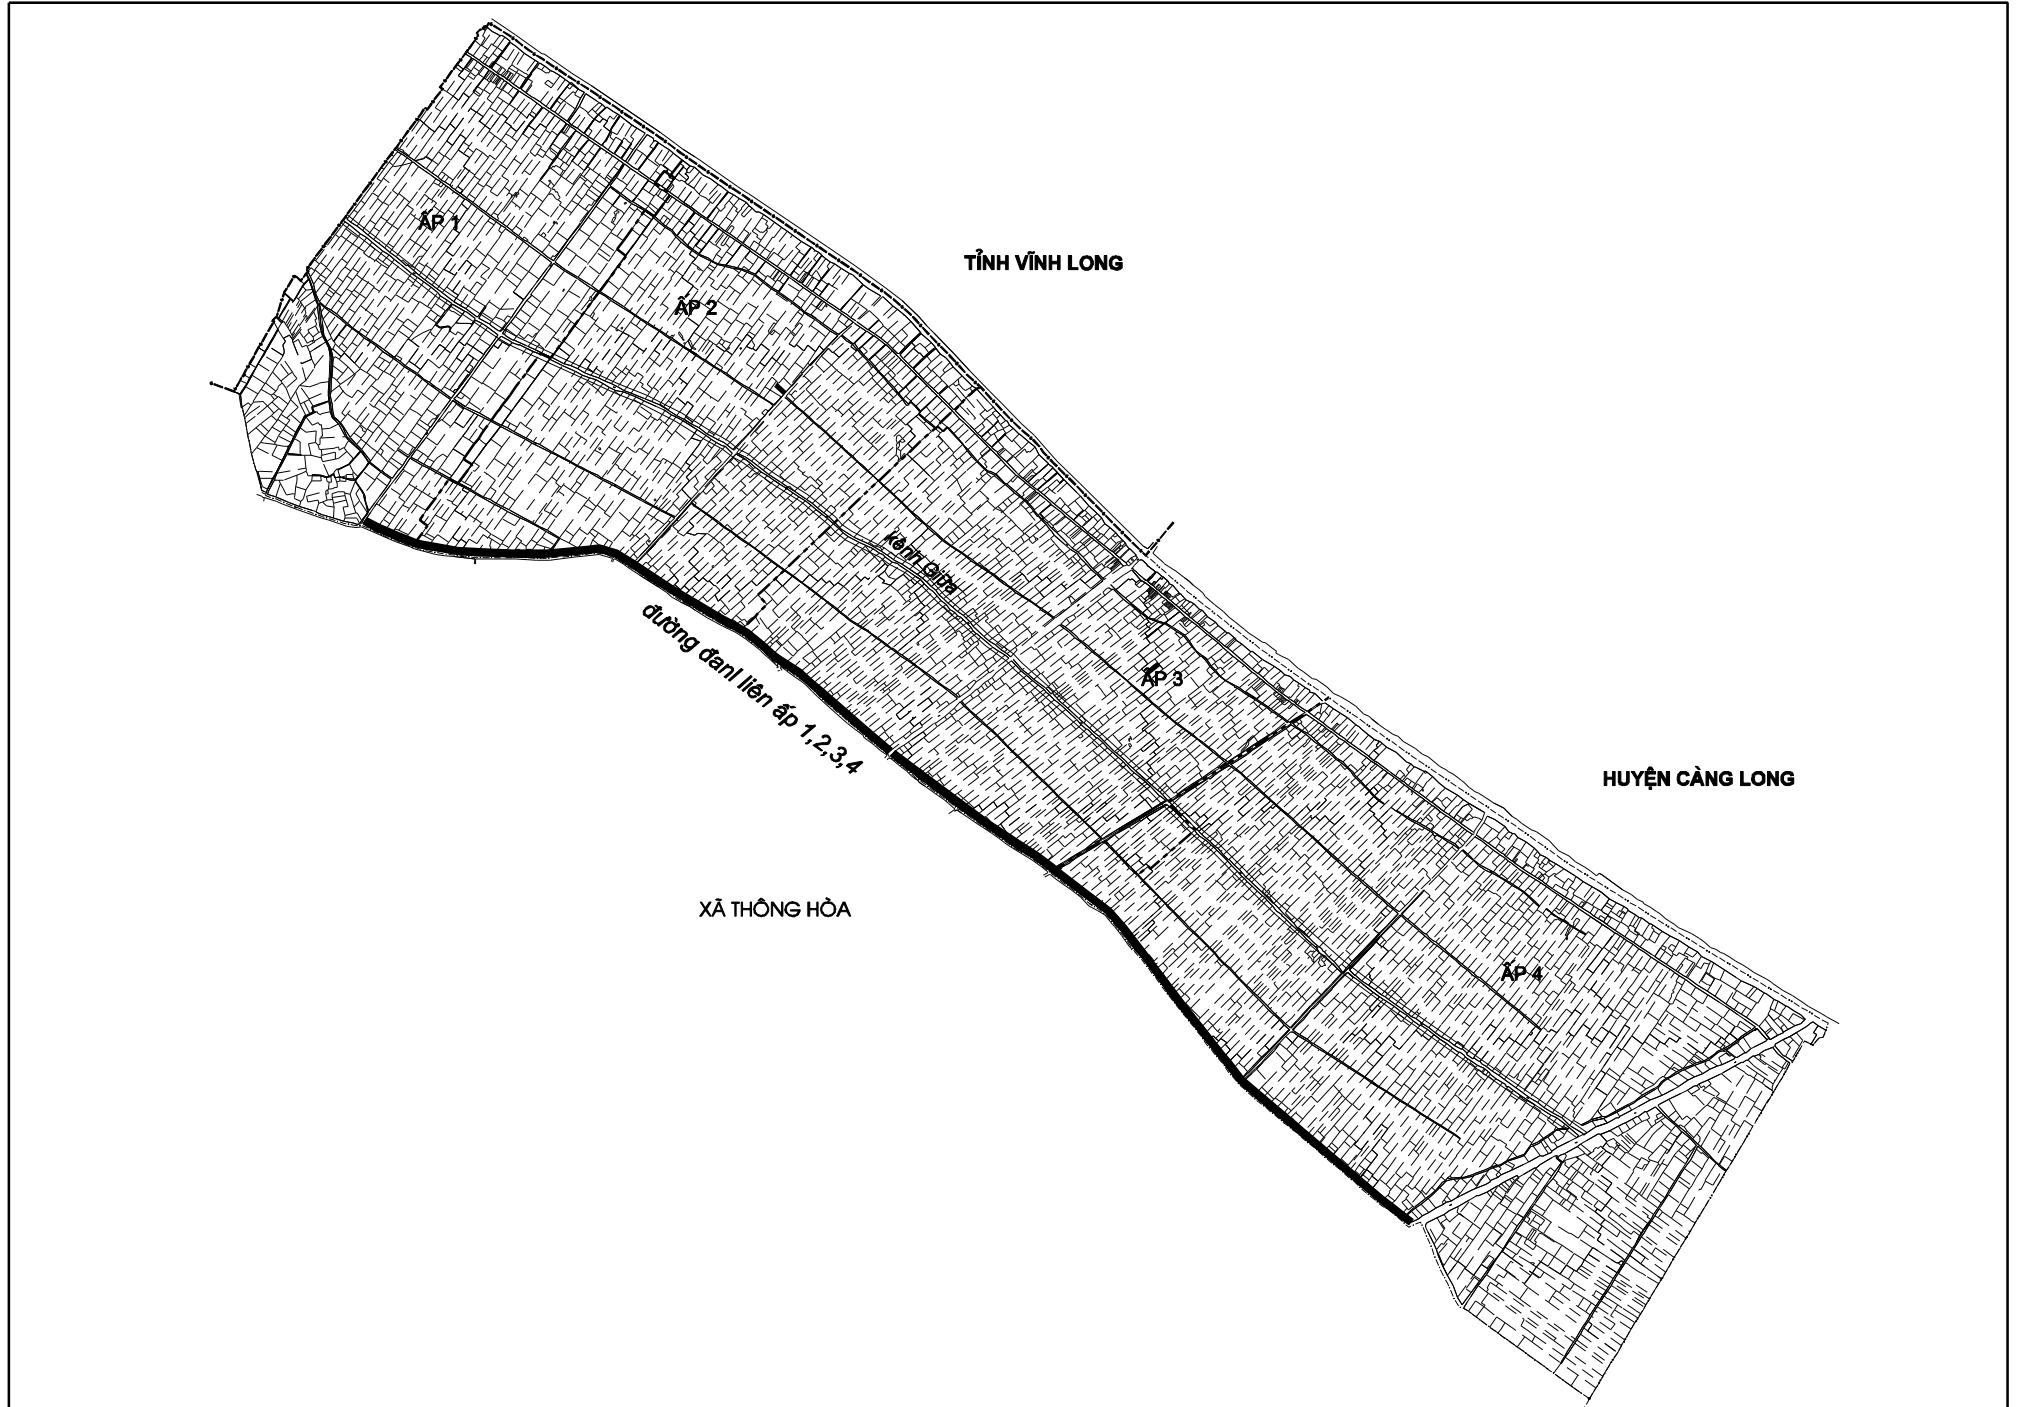 ẤP 1
TỈNH VĨNH LONG
ẤP 2
kênh Giữa
đường đanl liên ấp 1,2,3,4
ẤP 3
HUYỆN CÀNG LONG
XÃ THÔNG HÒA
ẤP 4